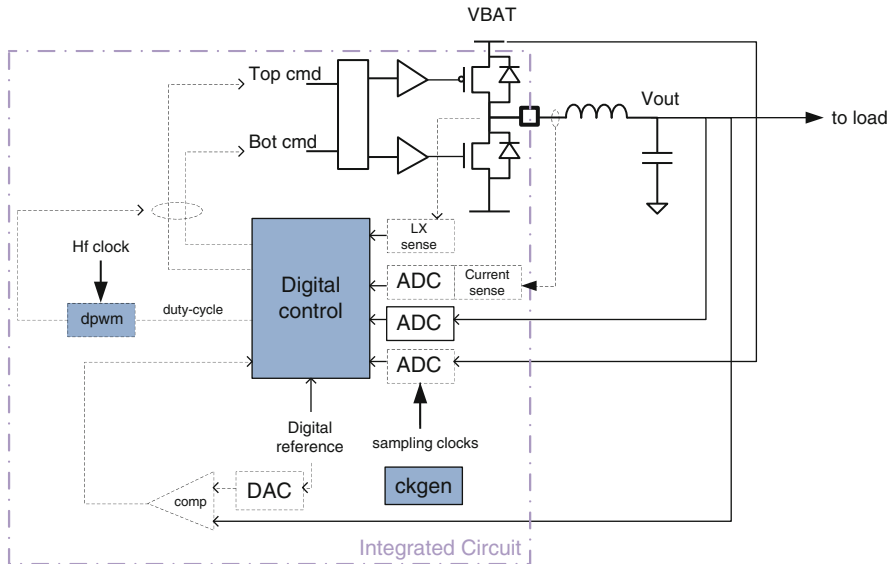 VBAT
Top cmd
Vout
to load
Bot cmd
LX
sense
Hf clock
Digital
control
ADC
Current
sense
dpwm
duty-cycle
ADC
ADC
Digital
reference
sampling clocks
ckgen
DAC
comp
Integrated Circuit